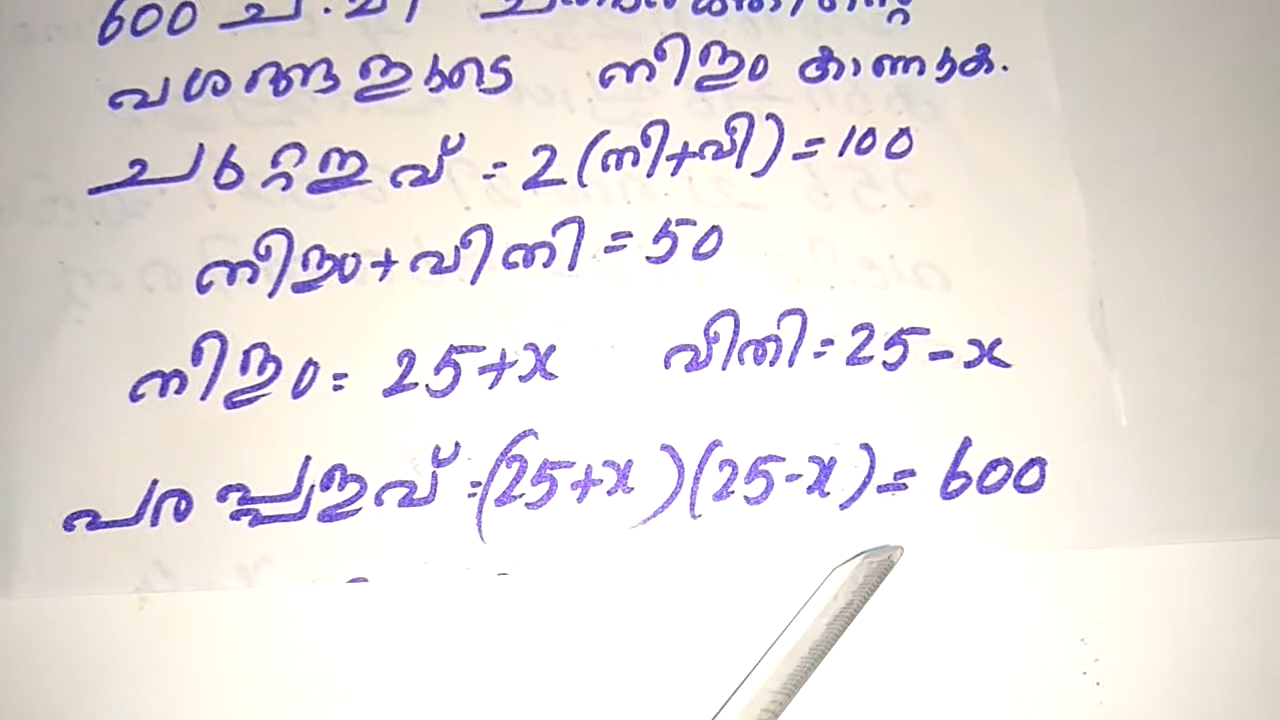 600 ച.മീ
വശങ്ങളുടെ നീളം കാണുക.
ചുറ്റളവ് = 2(നീ+വീ) = 100
നീളം+വീതി = 50
നീളം = 25+x വീതി = 25-x
പരപ്പളവ് = (25+x)(25-x) = 600